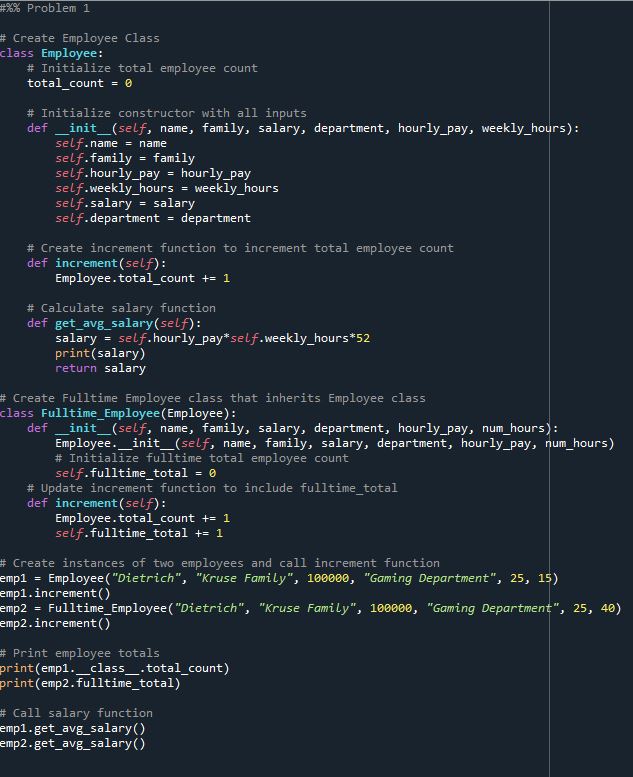 #%% Problem 1

# Create Employee Class
class Employee:
    # Initialize total employee count
    total_count = 0

    # Initialize constructor with all inputs
    def __init__(self, name, family, salary, department, hourly_pay, weekly_hours):
        self.name = name
        self.family = family
        self.hourly_pay = hourly_pay
        self.weekly_hours = weekly_hours
        self.salary = salary
        self.department = department

    # Create increment function to increment total employee count
    def increment(self):
        Employee.total_count += 1

    # Calculate salary function
    def get_avg_salary(self):
        salary = self.hourly_pay*self.weekly_hours*52
        print(salary)
        return salary

# Create Fulltime Employee class that inherits Employee class
class Fulltime_Employee(Employee):
    def __init__(self, name, family, salary, department, hourly_pay, num_hours):
        Employee.__init__(self, name, family, salary, department, hourly_pay, num_hours)
        # Initialize fulltime total employee count
        self.fulltime_total = 0
    # Update increment function to include fulltime_total
    def increment(self):
        Employee.total_count += 1
        self.fulltime_total += 1

# Create instances of two employees and call increment function
emp1 = Employee("Dietrich", "Kruse Family", 100000, "Gaming Department", 25, 15)
emp1.increment()
emp2 = Fulltime_Employee("Dietrich", "Kruse Family", 100000, "Gaming Department", 25, 40)
emp2.increment()

# Print employee totals
print(emp1.__class__.total_count)
print(emp2.fulltime_total)

# Call salary function
emp1.get_avg_salary()
emp2.get_avg_salary()